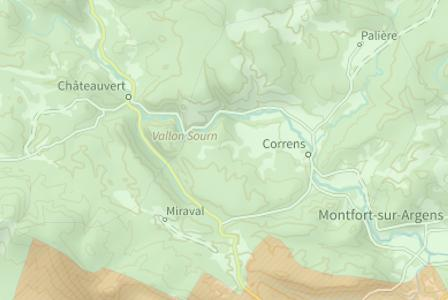 Palière
Châteauvert
Vallon Sourn
Correns
Miraval
Montfort-sur-Argens